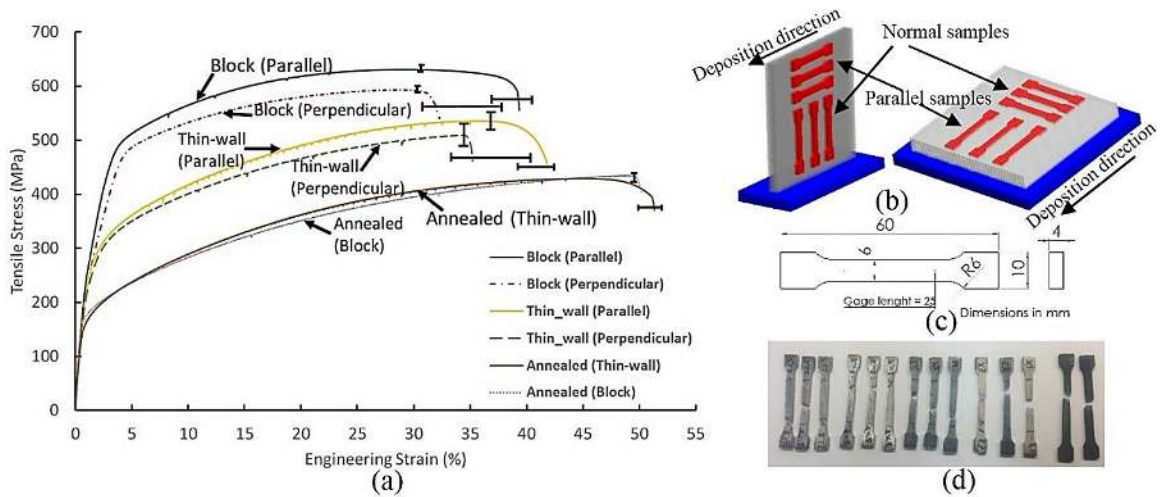 700
600
500
400
300
200
100
0
Tensile Stress (MPa)
Block (Parallel)
Block (Perpendicular)
Thin-wall
(Parallel)
Thin-wall
(Perpendicular)
Annealed (Thin-wall)
Annealed
(Block)
Block (Parallel)
Block (Perpendicular)
Thin_wall (Parallel)
Thin_wall (Perpendicular)
Annealed (Thin-wall)
Annealed (Block)
0 5 10 15 20 25 30 35 40 45 50 55
Engineering Strain (%)
(a)
Deposition direction
Normal samples
Parallel samples
Deposition direction
(b)
60
4
6
R6
10
Gage lenght = 25
Dimensions in mm
(c)
(d)